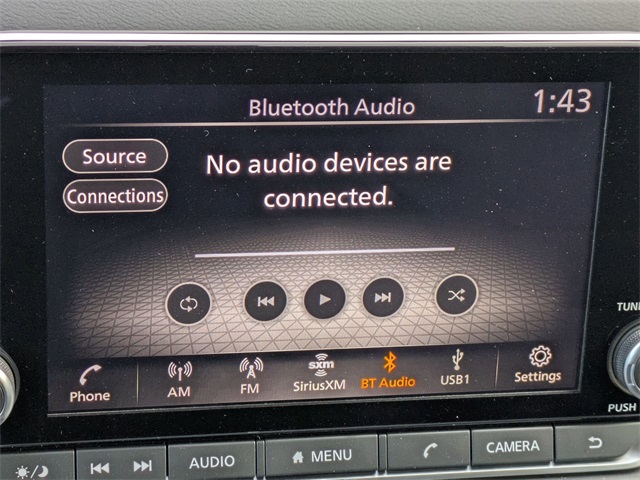 Bluetooth Audio
1:43
Source
No audio devices are
connected.
Connections
TUNE
Phone
AM
FM
sxm
SiriusXM
BT Audio
USB1
Settings
PUSH
AUDIO
MENU
CAMERA